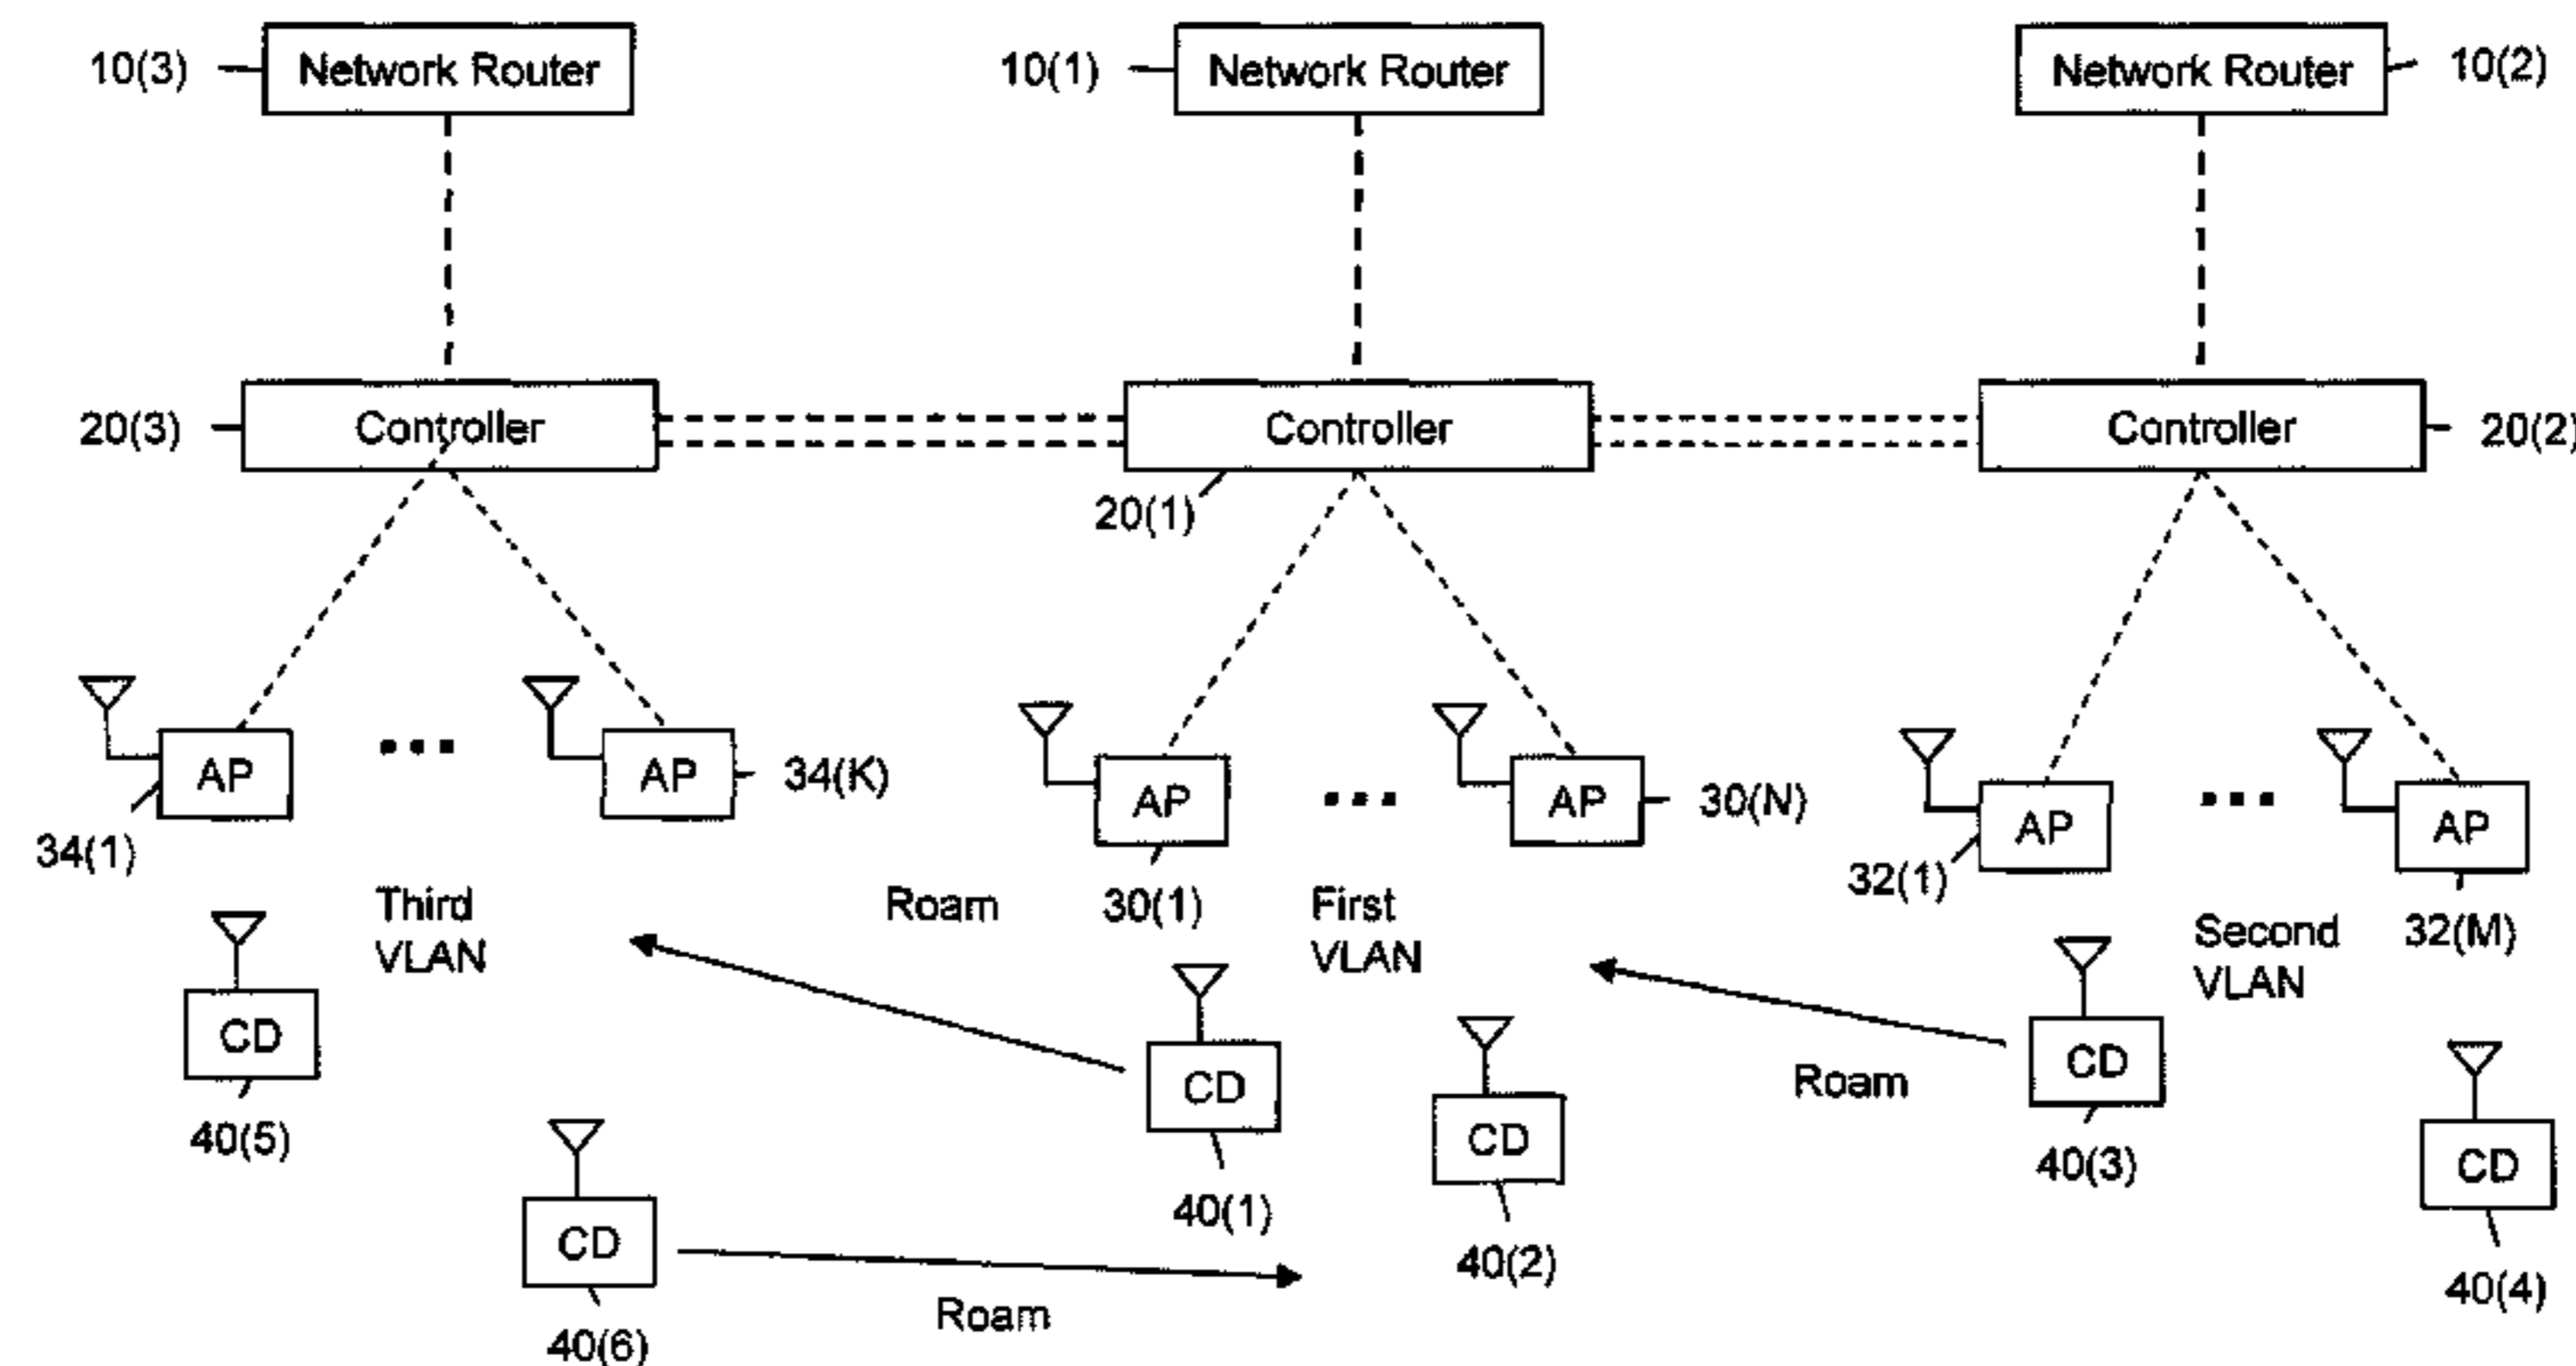 10(3)
Network Router
10(1)
Network Router
Network Router
10(2)
20(3)
Controller
Controller
20(1)
Controller
20(2)
AP
34(1)
AP
34(K)
AP
30(1)
AP
30(N)
AP
32(1)
AP
32(M)
Third
VLAN
Roam
First
VLAN
Second
VLAN
CD
40(5)
CD
40(6)
Roam
CD
40(1)
CD
40(2)
Roam
CD
40(3)
CD
40(4)